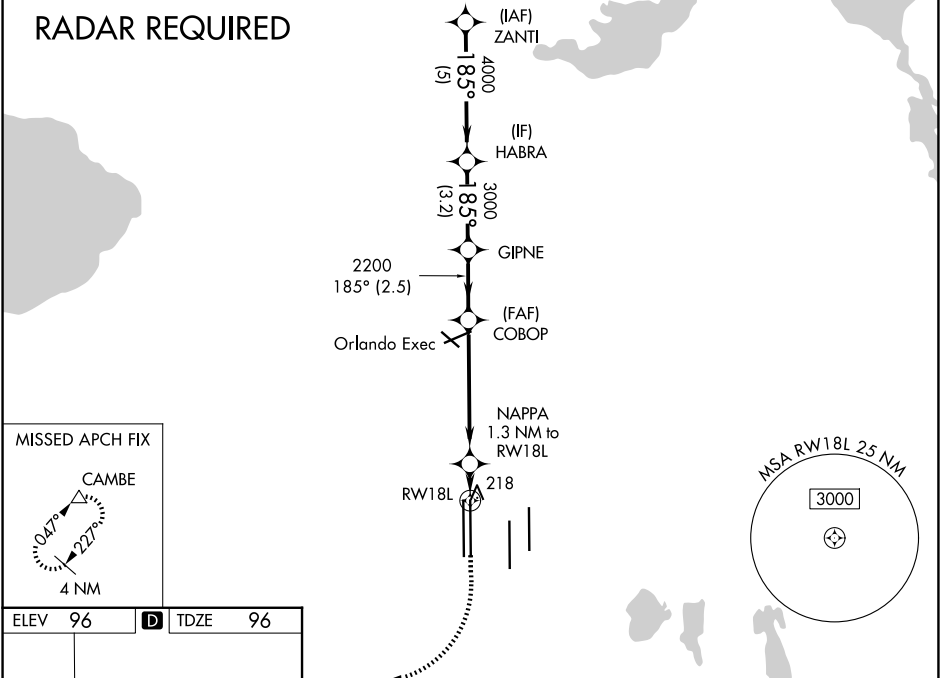 RADAR REQUIRED
(IAF)
ZANTI
4000
185°
(5)
(IF)
HABRA
3000
185°
(3.2)
GIPNE
2200
185° (2.5)
(FAF)
COBOP
Orlando Exec
NAPPA
1.3 NM to
RW18L
RW18L
218
MISSED APCH FIX
CAMBE
047°
227°
4 NM
MSA RW18L 25 NM
3000
ELEV 96 D TDZE 96